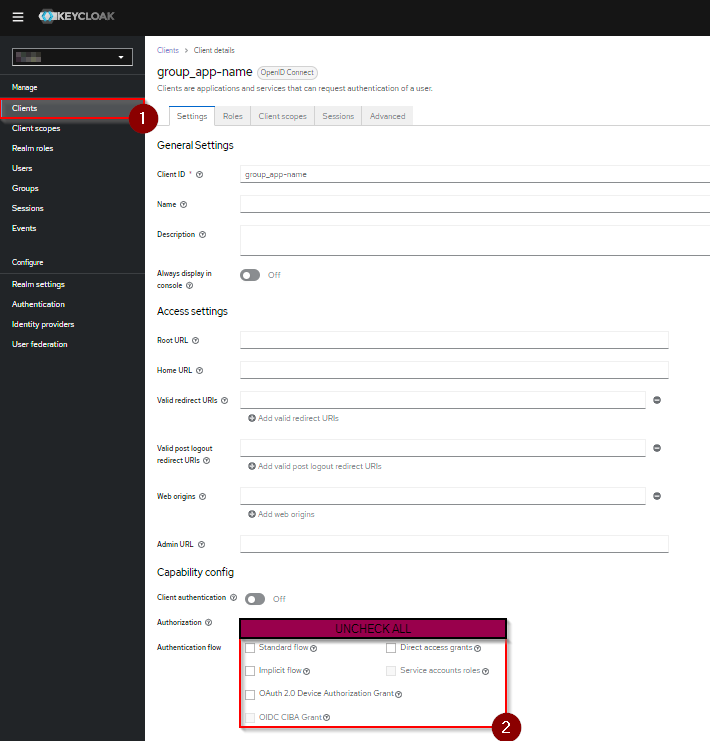 KEYCLOAK
Clients > Client details
group_app-name OpenID Connect
Clients are applications and services that can request authentication of a user.
Manage
Clients
1
Client scopes
Realm roles
Users
Groups
Sessions
Events
Configure
Realm settings
Authentication
Identity providers
User federation
Settings Roles Client scopes Sessions Advanced
General Settings
Client ID * group_app-name
Name
Description
Always display in
console
Off
Access settings
Root URL
Home URL
Valid redirect URIs
Add valid redirect URIs
Valid post logout
redirect URIs
Add valid post logout redirect URIs
Web origins
Add web origins
Admin URL
Capability config
Client authentication Off
Authorization
UNCHECK ALL
Authentication flow
Standard flow Direct access grants
Implicit flow Service accounts roles
OAuth 2.0 Device Authorization Grant
OIDC CIBA Grant
2